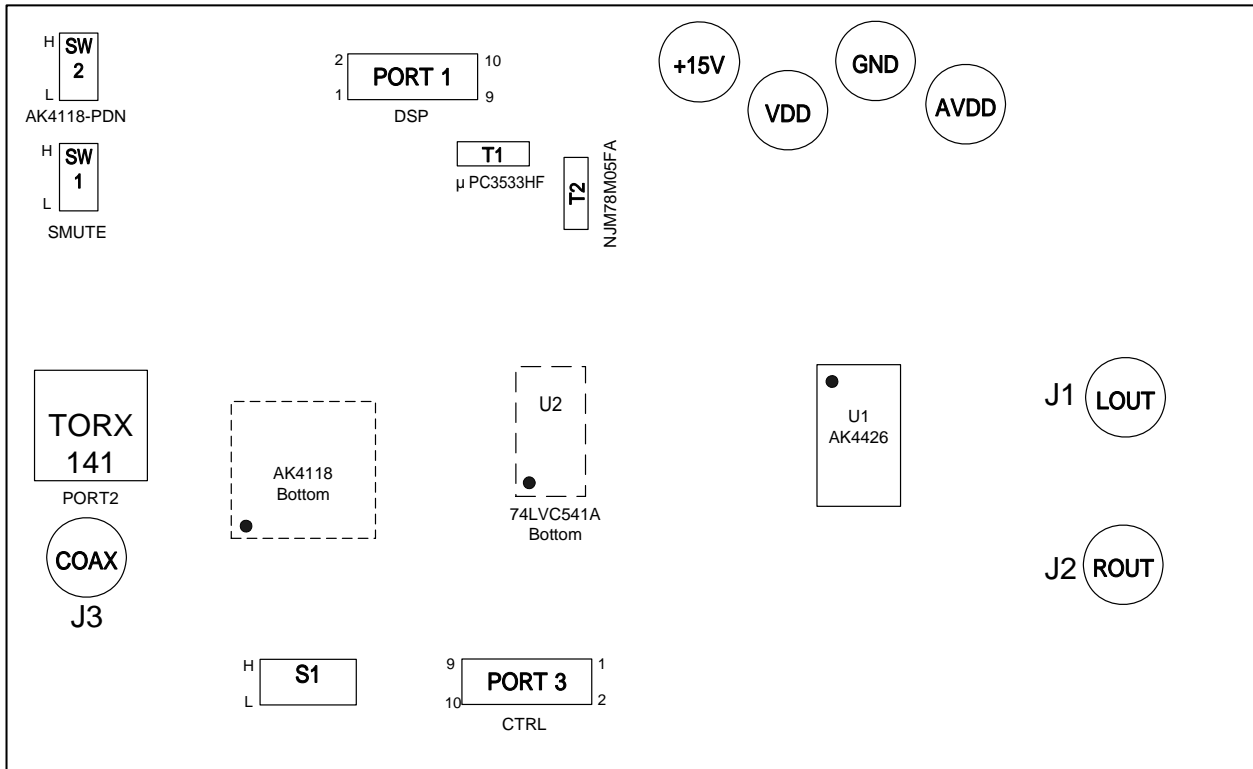 H
SW
2
L
AK4118-PDN
H
SW
1
L
SMUTE
2
1
PORT 1
10
9
DSP
T1
µ PC3533HF
T2
NJM78M05FA
+15V
VDD
GND
AVDD
TORX
141
PORT2
COAX
J3
AK4118
Bottom
U2
74LVC541A
Bottom
U1
AK4426
J1
LOUT
J2
ROUT
H
L
S1
9
10
PORT 3
1
2
CTRL